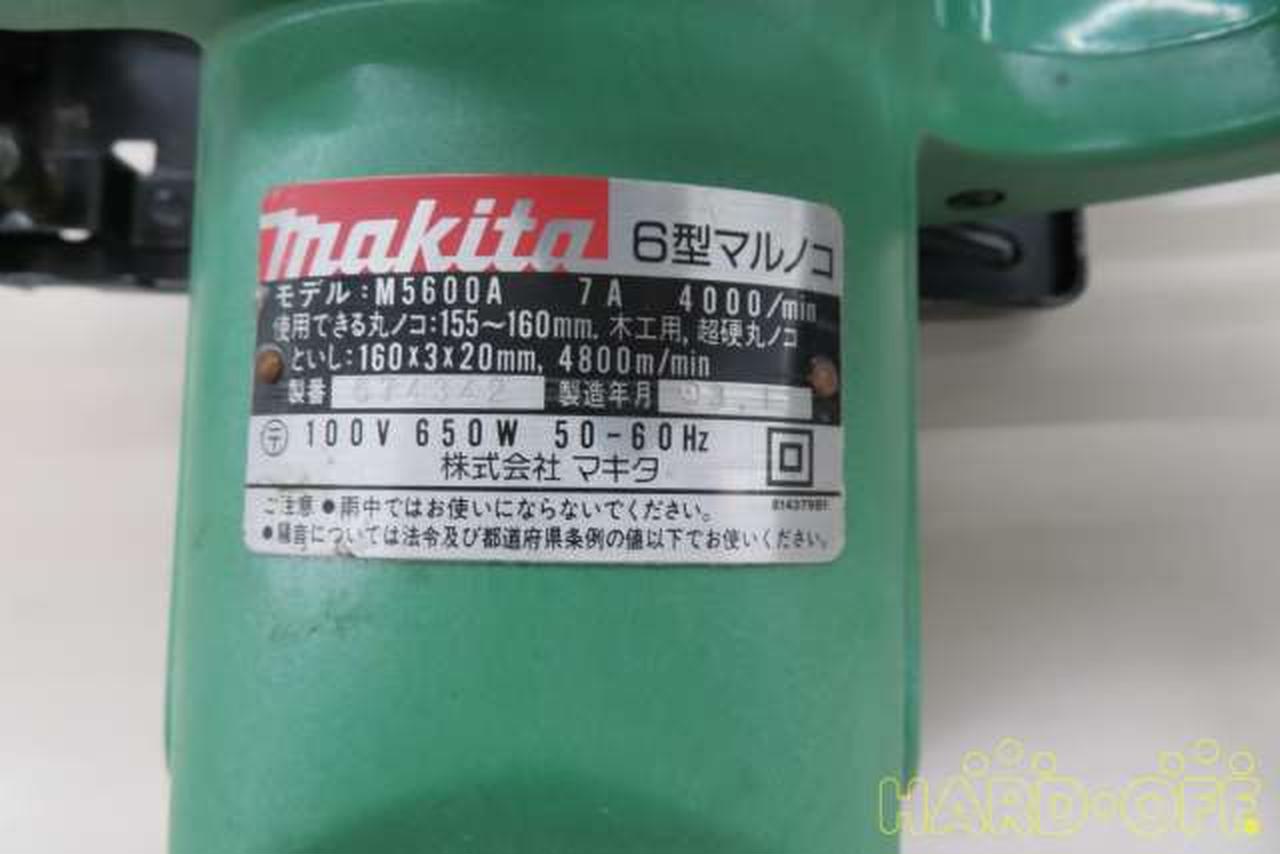 makita 6型マルノコ
モデル:M5600A 7A 4000/min
使用できる丸ノコ:155～160mm. 木工用, 超硬丸ノコ
といし:160×3×20mm, 4800m/min
製番 674342 製造年月
テ 100V 650W 50-60Hz
株式会社 マキタ
814379BF
ご注意 ●雨中ではお使いにならないでください。
●騒音については法令及び都道府県条例の値以下でお使いください。
HARD・OFF